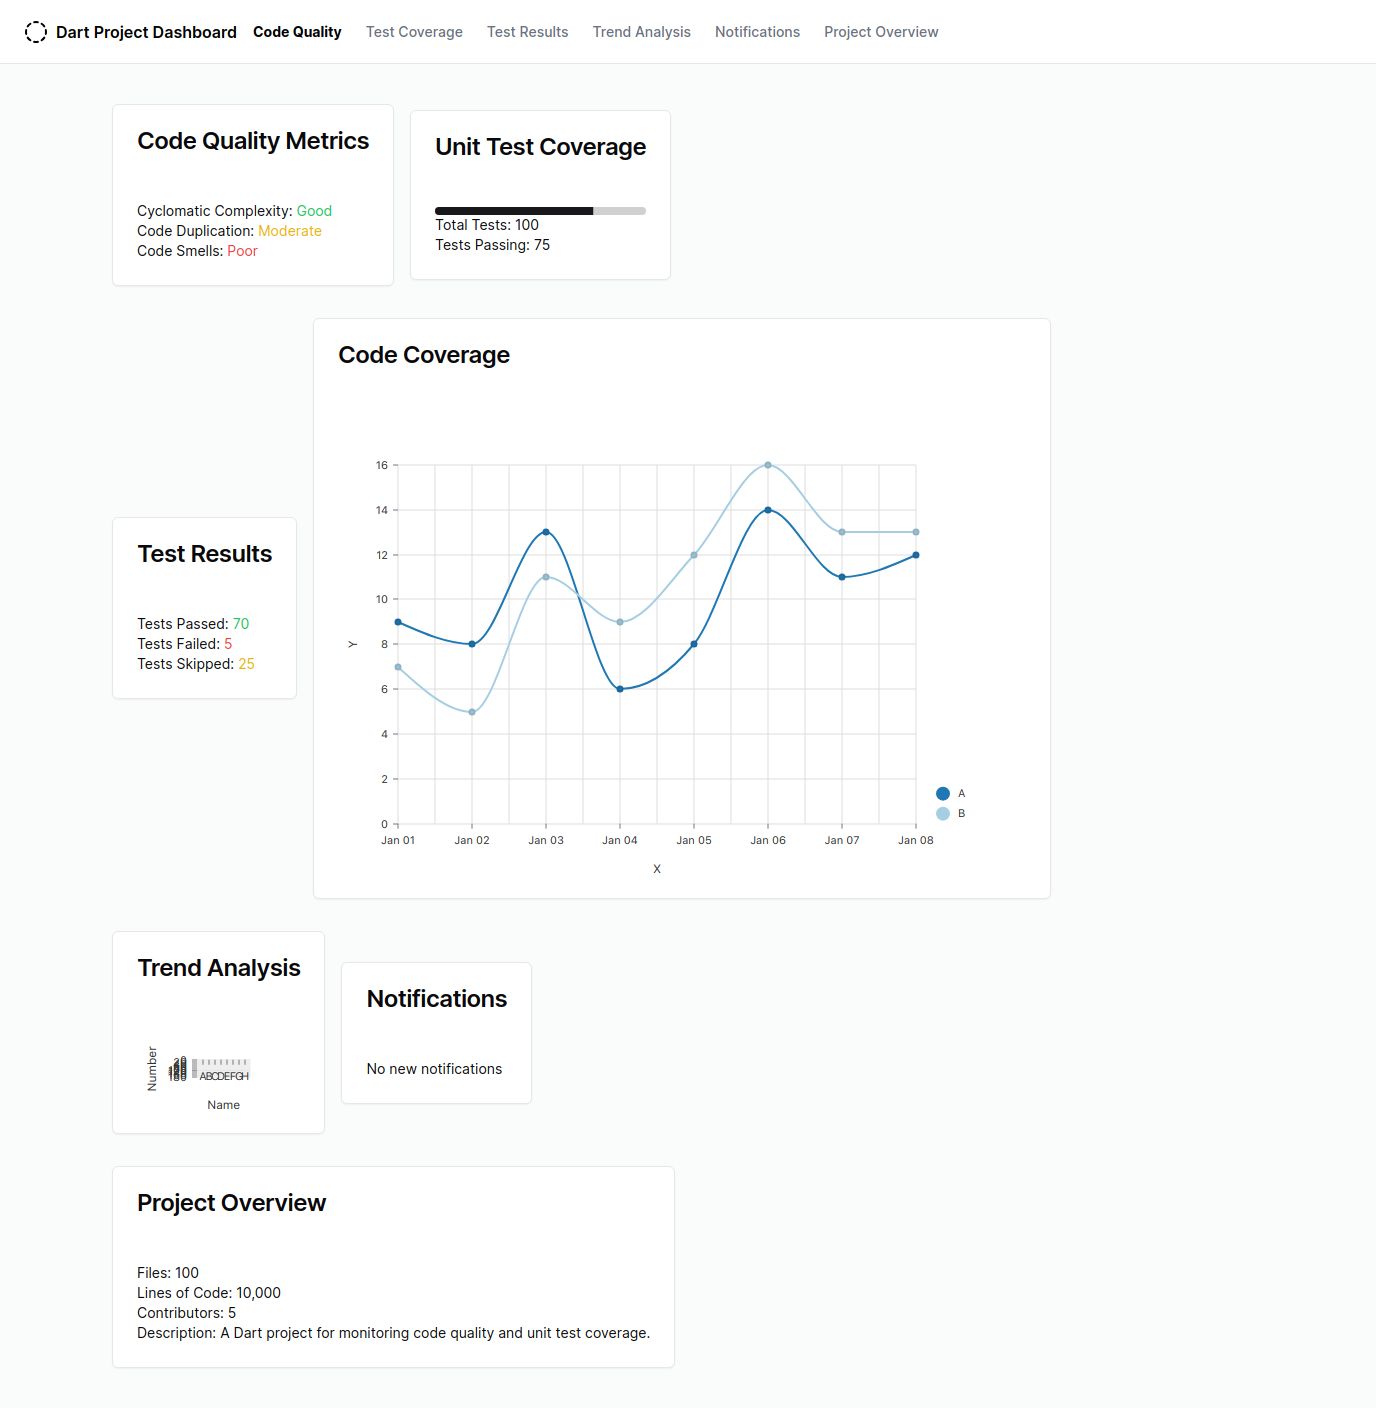 Dart Project Dashboard Code Quality Test Coverage Test Results Trend Analysis Notifications Project Overview
Code Quality Metrics
Cyclomatic Complexity: Good
Code Duplication: Moderate
Code Smells: Poor
Unit Test Coverage
Total Tests: 100
Tests Passing: 75
Test Results
Tests Passed: 70
Tests Failed: 5
Tests Skipped: 25
Code Coverage
16
14
12
10
8
6
4
2
0
Y
Jan 01 Jan 02 Jan 03 Jan 04 Jan 05 Jan 06 Jan 07 Jan 08
X
A
B
Trend Analysis
Number
ABCDEFGH
Name
Notifications
No new notifications
Project Overview
Files: 100
Lines of Code: 10,000
Contributors: 5
Description: A Dart project for monitoring code quality and unit test coverage.